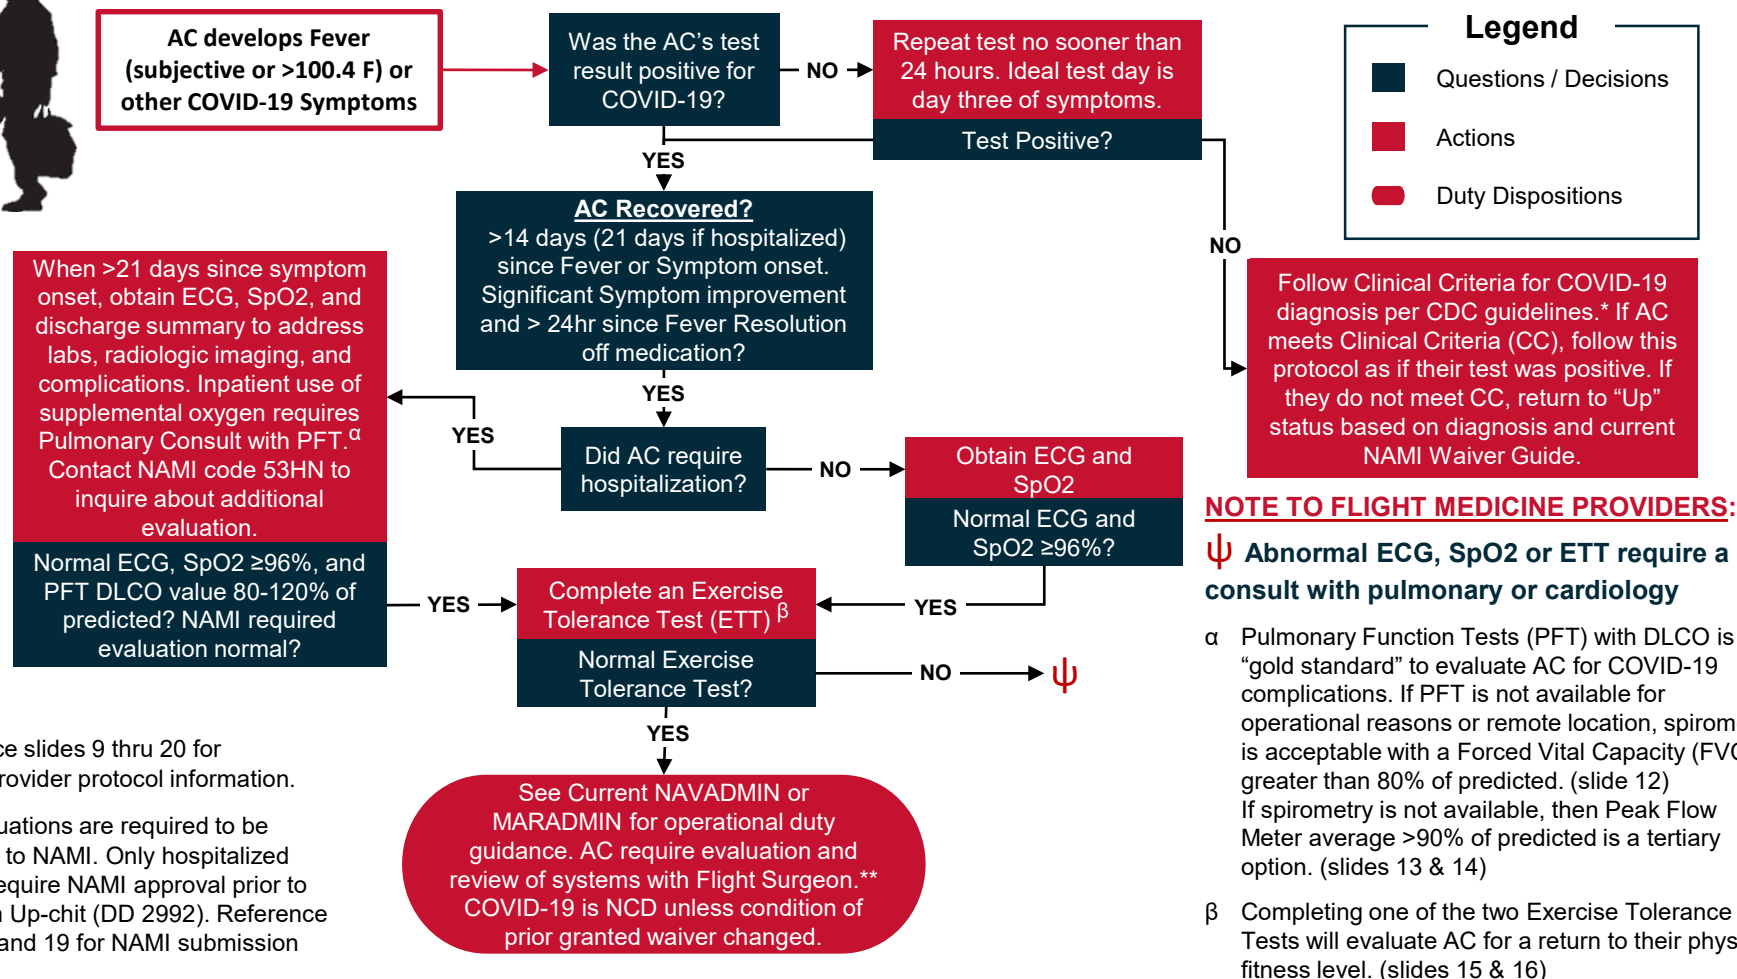 AC develops Fever
(subjective or >100.4 F) or
other COVID-19 Symptoms
Was the AC’s test
result positive for
COVID-19?
NO
Repeat test no sooner than
24 hours. Ideal test day is
day three of symptoms.
Test Positive?
Legend
Questions / Decisions
Actions
Duty Dispositions
YES
NO
AC Recovered?
>14 days (21 days if hospitalized)
since Fever or Symptom onset.
Significant Symptom improvement
and > 24hr since Fever Resolution
off medication?
YES
When >21 days since symptom
onset, obtain ECG, SpO2, and
discharge summary to address
labs, radiologic imaging, and
complications. Inpatient use of
supplemental oxygen requires
Pulmonary Consult with PFT.α
Contact NAMI code 53HN to
inquire about additional
evaluation.
Normal ECG, SpO2 ≥96%, and
PFT DLCO value 80-120% of
predicted? NAMI required
evaluation normal?
YES
Did AC require
hospitalization?
NO
Obtain ECG and
SpO2
Normal ECG and
SpO2 ≥96%?
Follow Clinical Criteria for COVID-19
diagnosis per CDC guidelines.* If AC
meets Clinical Criteria (CC), follow this
protocol as if their test was positive. If
they do not meet CC, return to “Up”
status based on diagnosis and current
NAMI Waiver Guide.
YES
Complete an Exercise
Tolerance Test (ETT) β
YES
Normal Exercise
Tolerance Test?
NO
ψ
YES
See Current NAVADMIN or
MARADMIN for operational duty
guidance. AC require evaluation and
review of systems with Flight Surgeon.**
COVID-19 is NCD unless condition of
prior granted waiver changed.
NOTE TO FLIGHT MEDICINE PROVIDERS:
ψ Abnormal ECG, SpO2 or ETT require a
consult with pulmonary or cardiology
α Pulmonary Function Tests (PFT) with DLCO is
“gold standard” to evaluate AC for COVID-19
complications. If PFT is not available for
operational reasons or remote location,
is acceptable with a Forced Vital Capacity
greater than 80% of predicted. (slide 12)
If spirometry is not available, then Peak Flow
Meter average >90% of predicted is a tertiary
option. (slides 13 & 14)
β Completing one of the two Exercise Tolerance
Tests will evaluate AC for a return to their
fitness level. (slides 15 & 16)
slides 9 thru 20 for
protocol information.
are required to be
to NAMI. Only hospitalized
require NAMI approval prior to
Up-chit (DD 2992). Reference
and 19 for NAMI submission